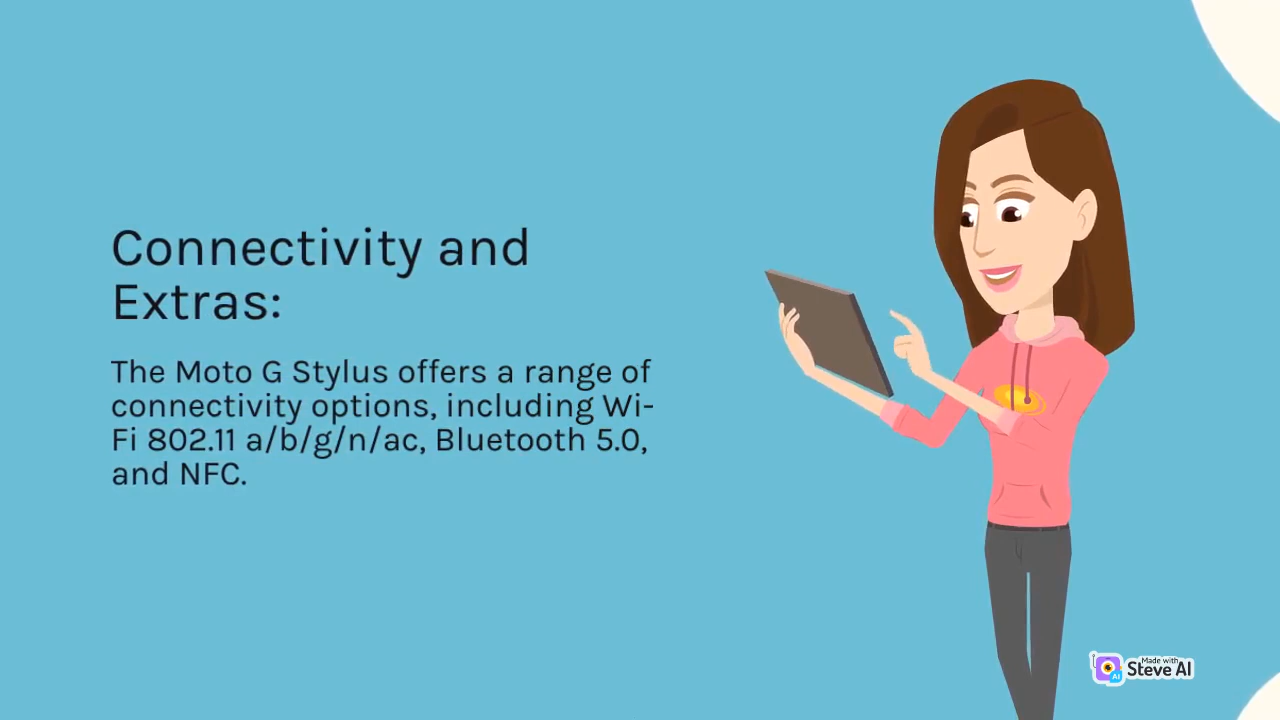 Connectivity and
Extras:
The Moto G Stylus offers a range of
connectivity options, including Wi-
Fi 802.11 a/b/g/n/ac, Bluetooth 5.0,
and NFC.
Made with
Steve AI
AI